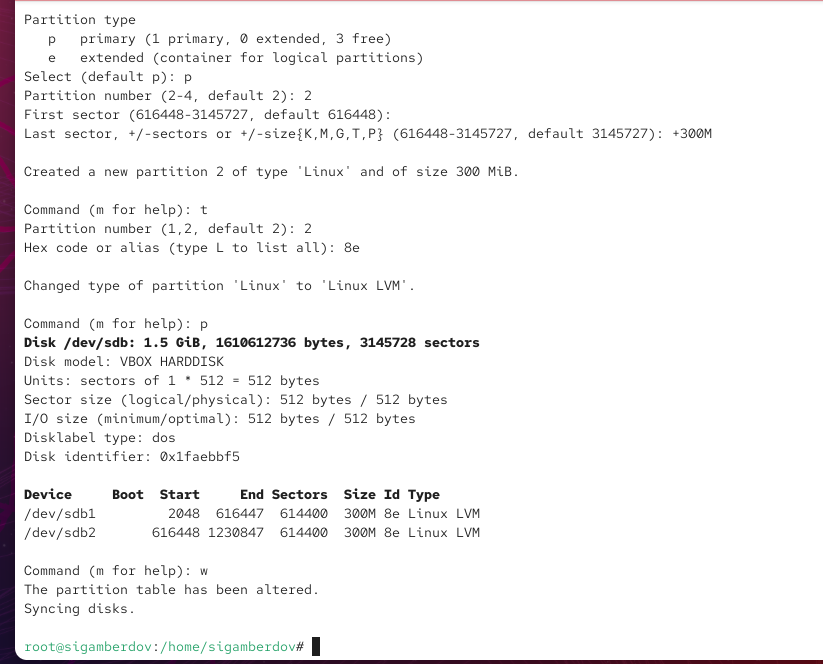 Partition type
   p   primary (1 primary, 0 extended, 3 free)
   e   extended (container for logical partitions)
Select (default p): p
Partition number (2-4, default 2): 2
First sector (616448-3145727, default 616448):
Last sector, +/-sectors or +/-size{K,M,G,T,P} (616448-3145727, default 3145727): +300M

Created a new partition 2 of type 'Linux' and of size 300 MiB.

Command (m for help): t
Partition number (1,2, default 2): 2
Hex code or alias (type L to list all): 8e

Changed type of partition 'Linux' to 'Linux LVM'.

Command (m for help): p
Disk /dev/sdb: 1.5 GiB, 1610612736 bytes, 3145728 sectors
Disk model: VBOX HARDDISK
Units: sectors of 1 * 512 = 512 bytes
Sector size (logical/physical): 512 bytes / 512 bytes
I/O size (minimum/optimal): 512 bytes / 512 bytes
Disklabel type: dos
Disk identifier: 0x1faebbf5

Device     Boot  Start     End Sectors  Size Id Type
/dev/sdb1         2048  616447  614400  300M 8e Linux LVM
/dev/sdb2       616448 1230847  614400  300M 8e Linux LVM

Command (m for help): w
The partition table has been altered.
Syncing disks.

root@sigamberdov:/home/sigamberdov#